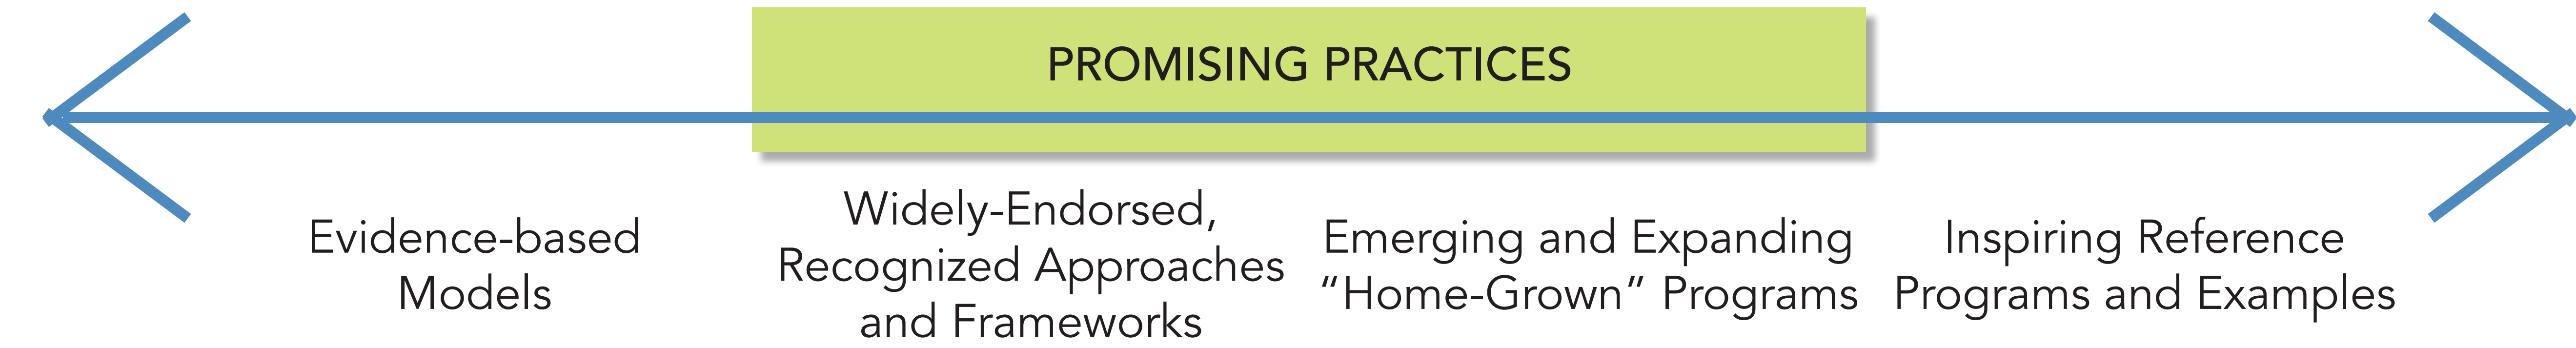 PROMISING PRACTICES
Evidence-based
Models
Widely-Endorsed,
Recognized Approaches
and Frameworks
Emerging and Expanding
“Home-Grown” Programs
Inspiring Reference
Programs and Examples